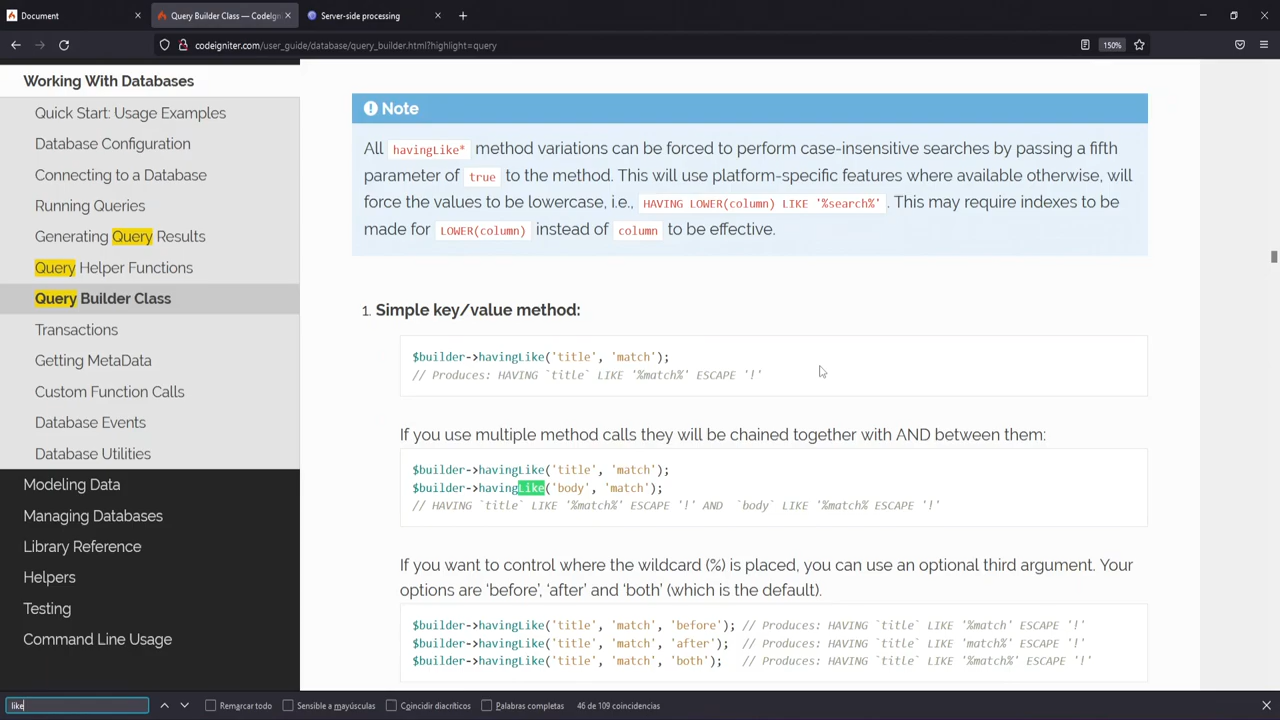 Document
Query Builder Class — CodeIgn
Server-side processing
codeigniter.com/user_guide/database/query_builder.html?highlight=query
150%
Working With Databases
Quick Start: Usage Examples
Database Configuration
Connecting to a Database
Running Queries
Generating Query Results
Query Helper Functions
Query Builder Class
Transactions
Getting MetaData
Custom Function Calls
Database Events
Database Utilities
Modeling Data
Managing Databases
Library Reference
Helpers
Testing
Command Line Usage
Note
All havingLike* method variations can be forced to perform case-insensitive searches by passing a fifth
parameter of true to the method. This will use platform-specific features where available otherwise, will
force the values to be lowercase, i.e., HAVING LOWER(column) LIKE '%search%' . This may require indexes to be
made for LOWER(column) instead of column to be effective.
1. Simple key/value method:
$builder->havingLike('title', 'match');
// Produces: HAVING `title` LIKE '%match%' ESCAPE '!'
If you use multiple method calls they will be chained together with AND between them:
$builder->havingLike('title', 'match');
$builder->havingLike('body', 'match');
// HAVING `title` LIKE '%match%' ESCAPE '!' AND  `body` LIKE '%match% ESCAPE '!'
If you want to control where the wildcard (%) is placed, you can use an optional third argument. Your
options are ‘before’, ‘after’ and ‘both’ (which is the default).
$builder->havingLike('title', 'match', 'before'); // Produces: HAVING `title` LIKE '%match' ESCAPE '!'
$builder->havingLike('title', 'match', 'after');  // Produces: HAVING `title` LIKE 'match%' ESCAPE '!'
$builder->havingLike('title', 'match', 'both');   // Produces: HAVING `title` LIKE '%match%' ESCAPE '!'
like
Remarcar todo
Sensible a mayúsculas
Coincidir diacríticos
Palabras completas
46 de 109 coincidencias